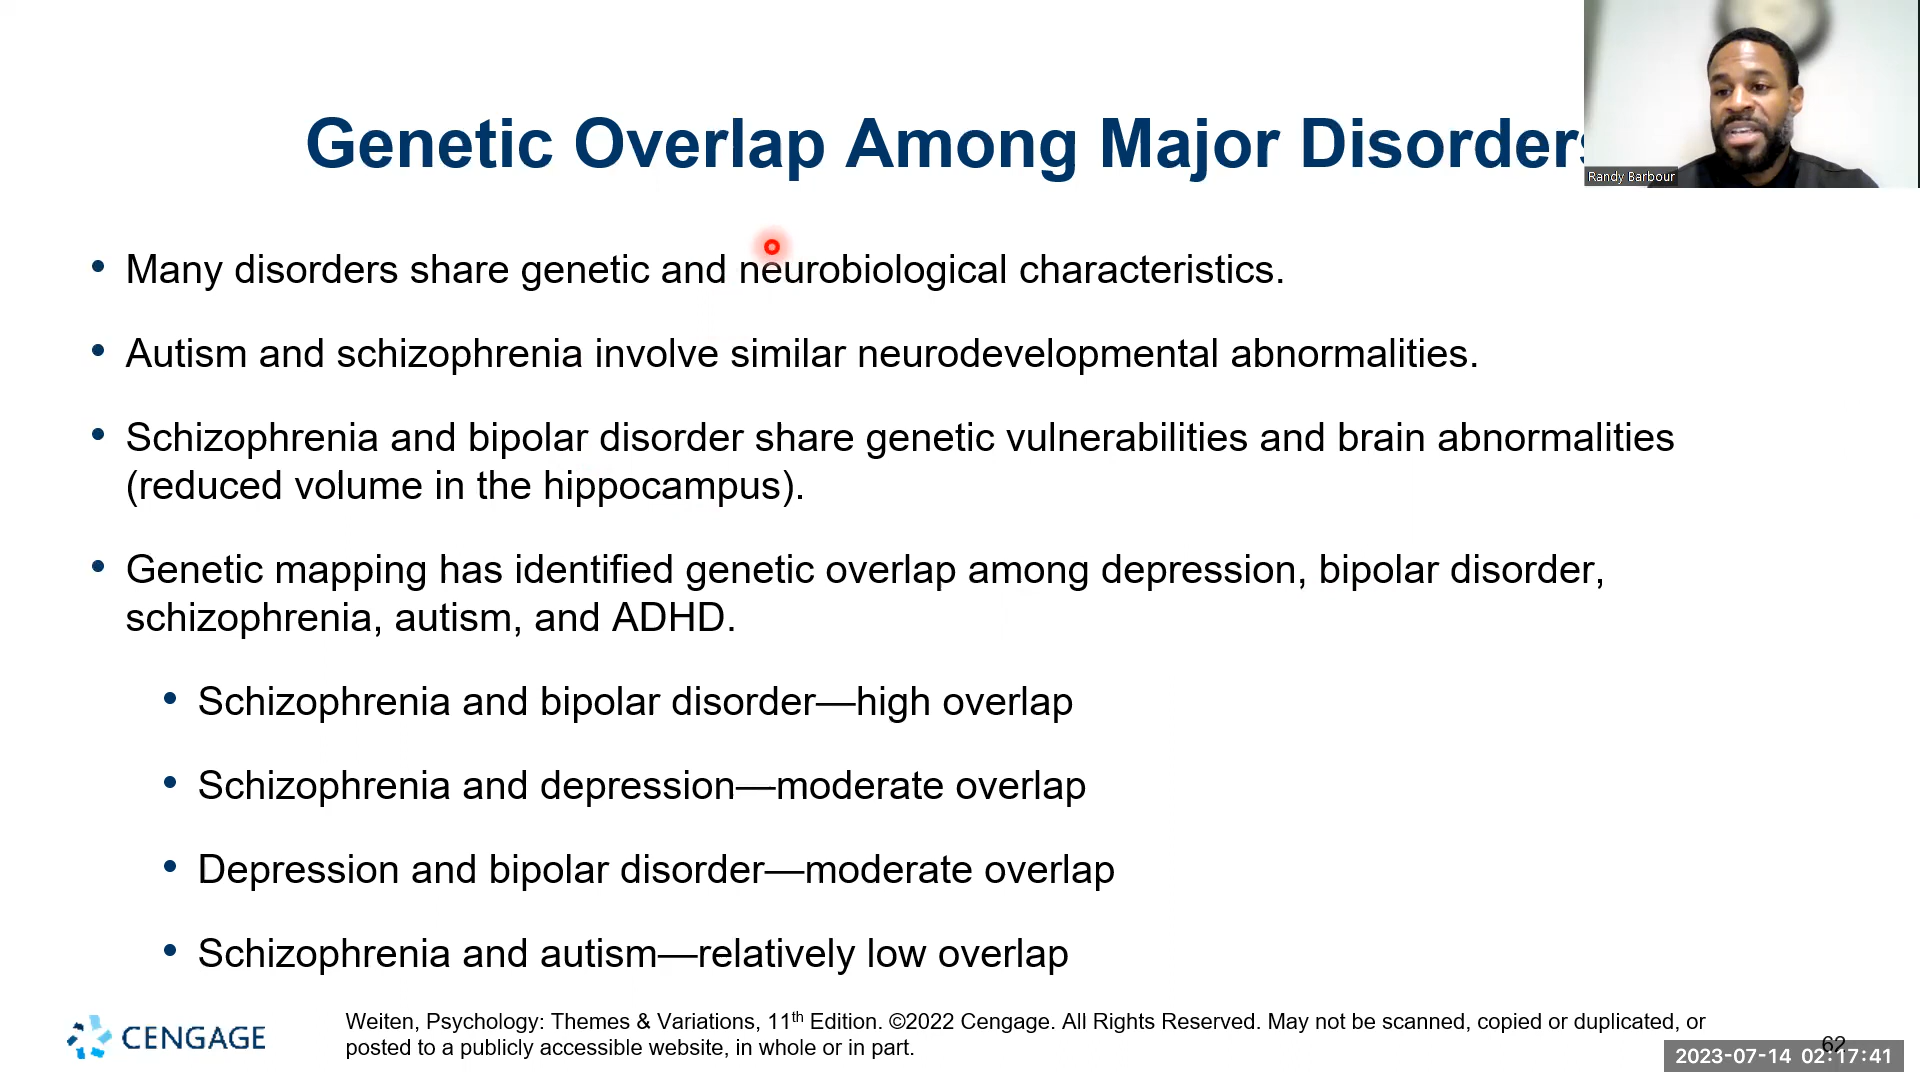 Genetic Overlap Among Major Disorders
Randy Barbour
• Many disorders share genetic and neurobiological characteristics.
• Autism and schizophrenia involve similar neurodevelopmental abnormalities.
• Schizophrenia and bipolar disorder share genetic vulnerabilities and brain abnormalities
(reduced volume in the hippocampus).
• Genetic mapping has identified genetic overlap among depression, bipolar disorder,
schizophrenia, autism, and ADHD.
• Schizophrenia and bipolar disorder—high overlap
• Schizophrenia and depression—moderate overlap
• Depression and bipolar disorder—moderate overlap
• Schizophrenia and autism—relatively low overlap
CENGAGE
Weiten, Psychology: Themes & Variations, 11th Edition. ©2022 Cengage. All Rights Reserved. May not be scanned, copied or duplicated, or
posted to a publicly accessible website, in whole or in part.
62
2023-07-14 02:17:41